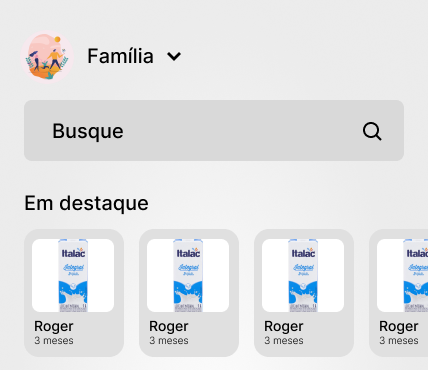 Família
Busque
Em destaque
Italac
Integral
Roger
3 meses
Italac
Integral
Roger
3 meses
Italac
Integral
Roger
3 meses
Italac
Roger
3 meses